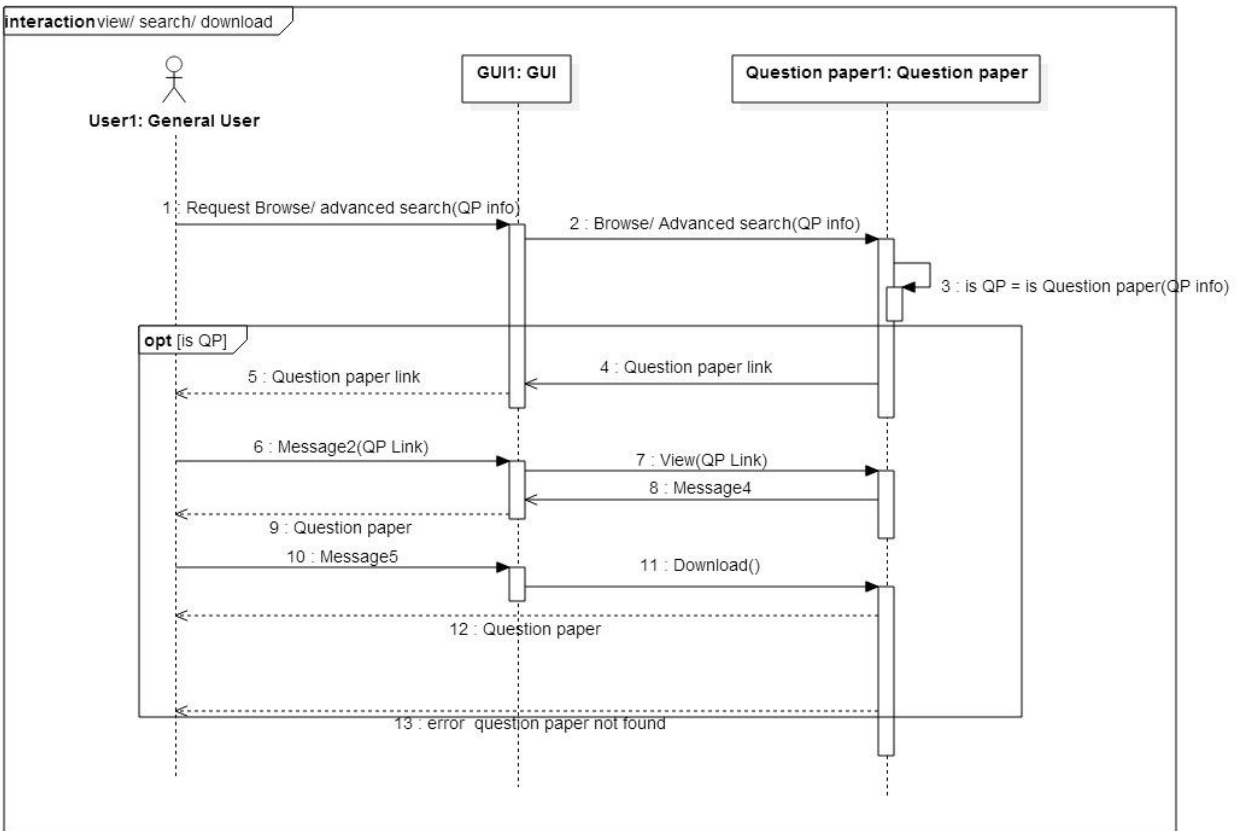 interaction view/ search/ download
GUI1: GUI
Question paper1: Question paper
User1: General User
1 : Request Browse/ advanced search(QP info)
2 : Browse/ Advanced search(QP info)
3 : is QP = is Question paper(QP info)
opt [is QP]
4 : Question paper link
5 : Question paper link
6 : Message2(QP Link)
7 : View(QP Link)
8 : Message4
9 : Question paper
10 : Message5
11 : Download()
12 : Question paper
13 : error question paper not found